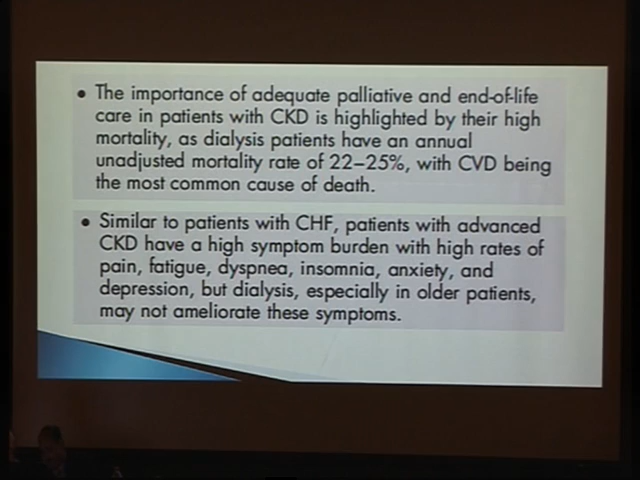 • The importance of adequate palliative and end-of-life
care in patients with CKD is highlighted by their high
mortality, as dialysis patients have an annual
unadjusted mortality rate of 22–25%, with CVD being
the most common cause of death.
• Similar to patients with CHF, patients with advanced
CKD have a high symptom burden with high rates of
pain, fatigue, dyspnea, insomnia, anxiety, and
depression, but dialysis, especially in older patients,
may not ameliorate these symptoms.